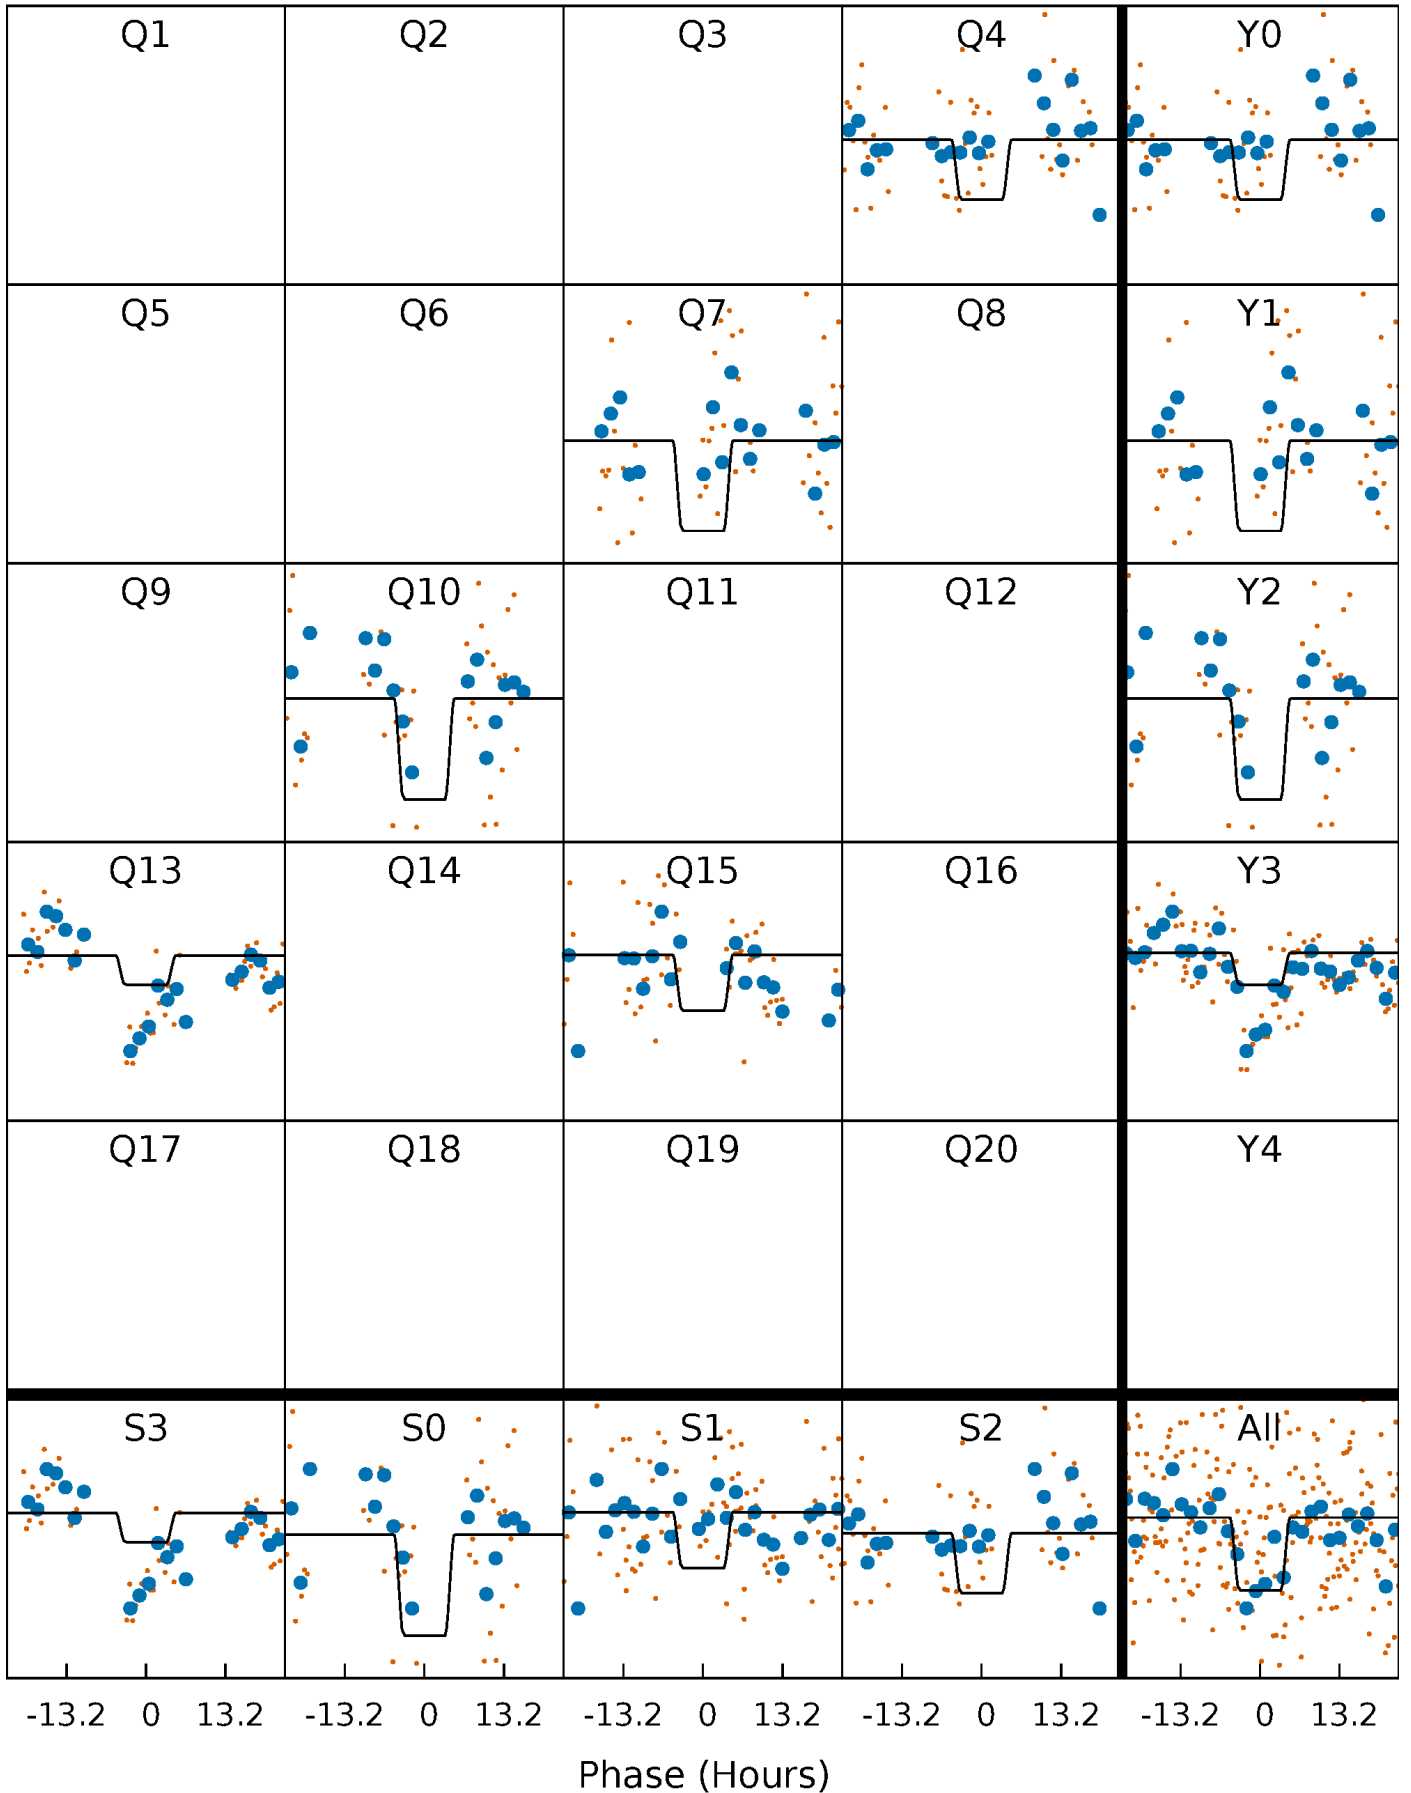 Q1 Q2 Q3 Q4 Y0
Q5 Q6 Q7 Q8 Y1
Q9 Q10 Q11 Q12 Y2
Q13 Q14 Q15 Q16 Y3
Q17 Q18 Q19 Q20 Y4
S3 S0 S1 S2 All
-13.2 0 13.2 -13.2 0 13.2 -13.2 0 13.2 -13.2 0 13.2 -13.2 0 13.2
Phase (Hours)